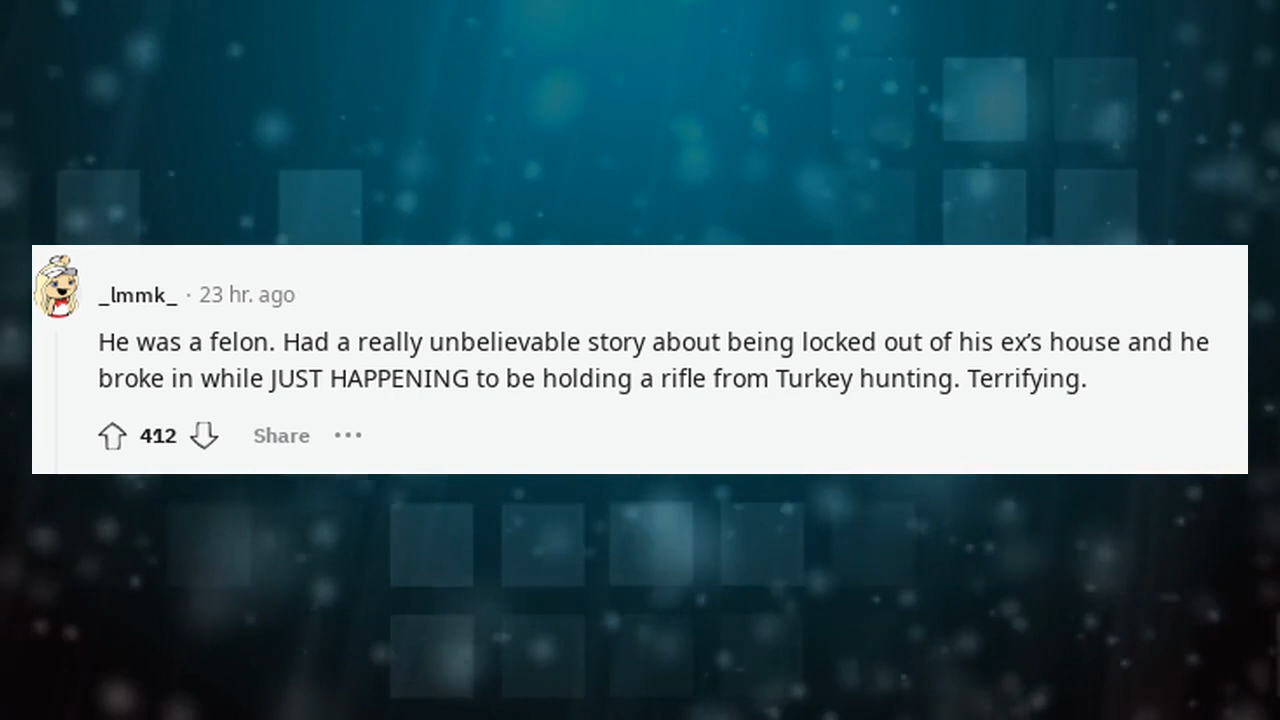 _lmmk_ · 23 hr. ago
He was a felon. Had a really unbelievable story about being locked out of his ex’s house and he
broke in while JUST HAPPENING to be holding a rifle from Turkey hunting. Terrifying.
412 Share ···